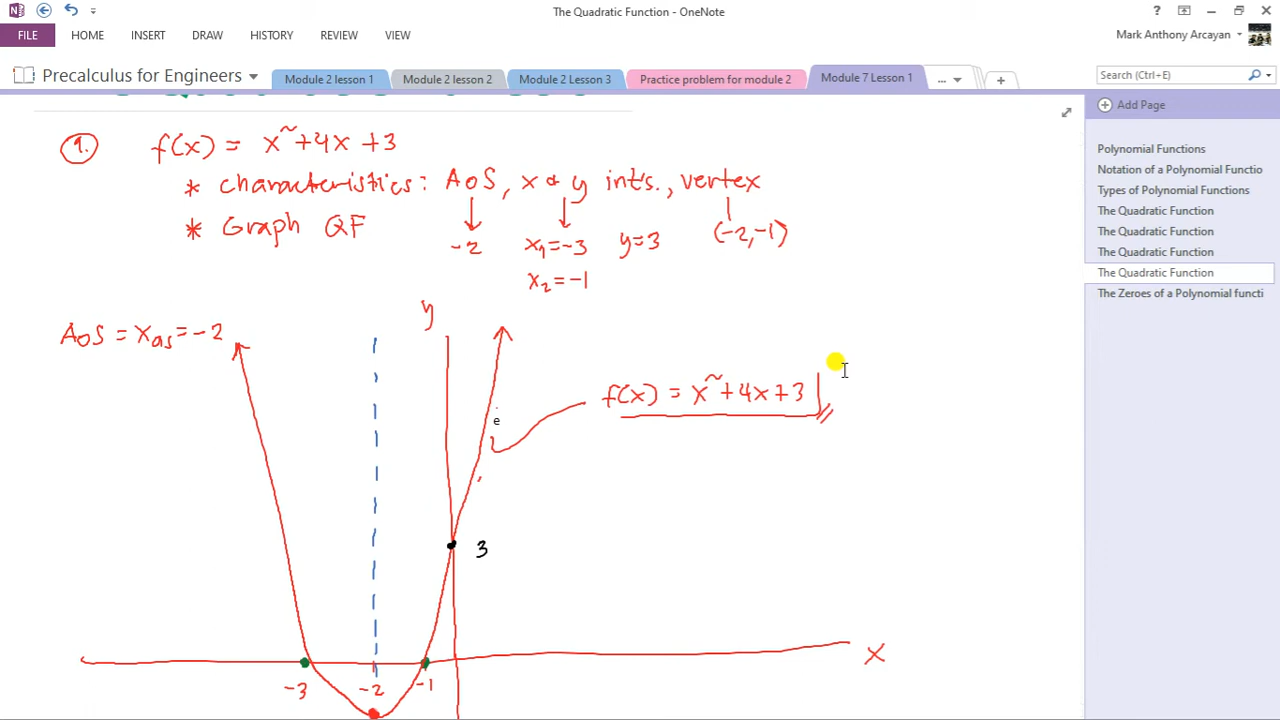 The Quadratic Function - OneNote
FILE HOME INSERT DRAW HISTORY REVIEW VIEW
Mark Anthony Arcayan
Precalculus for Engineers
Module 2 lesson 1 Module 2 lesson 2 Module 2 Lesson 3 Practice problem for module 2 Module 7 Lesson 1 ...
Search (Ctrl+E)
Add Page
Polynomial Functions
Notation of a Polynomial Functio
Types of Polynomial Functions
The Quadratic Function
The Quadratic Function
The Quadratic Function
The Quadratic Function
The Zeroes of a Polynomial functi
9. f(x) = x~+4x+3
* characteristics: AoS, x & y ints., vertex
* Graph QF
-2 x1=-3 y=3 (-2,-1)
x2=-1
y
AoS = xas = -2
f(x) = x~+4x+3
e
3
x
-3 -2 -1